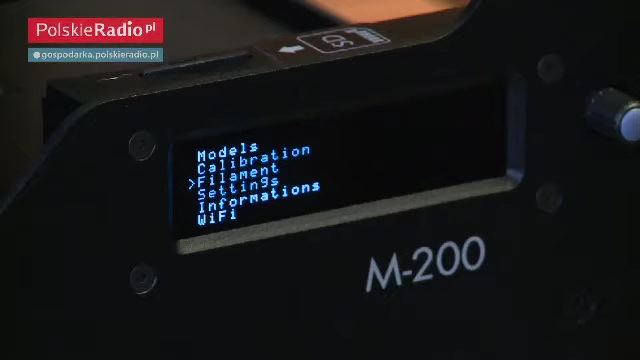 PolskieRadio.pl
gospodarka.polskieradio.pl
SD
Models
Calibration
>Filament
Settings
Informations
WiFi
M-200